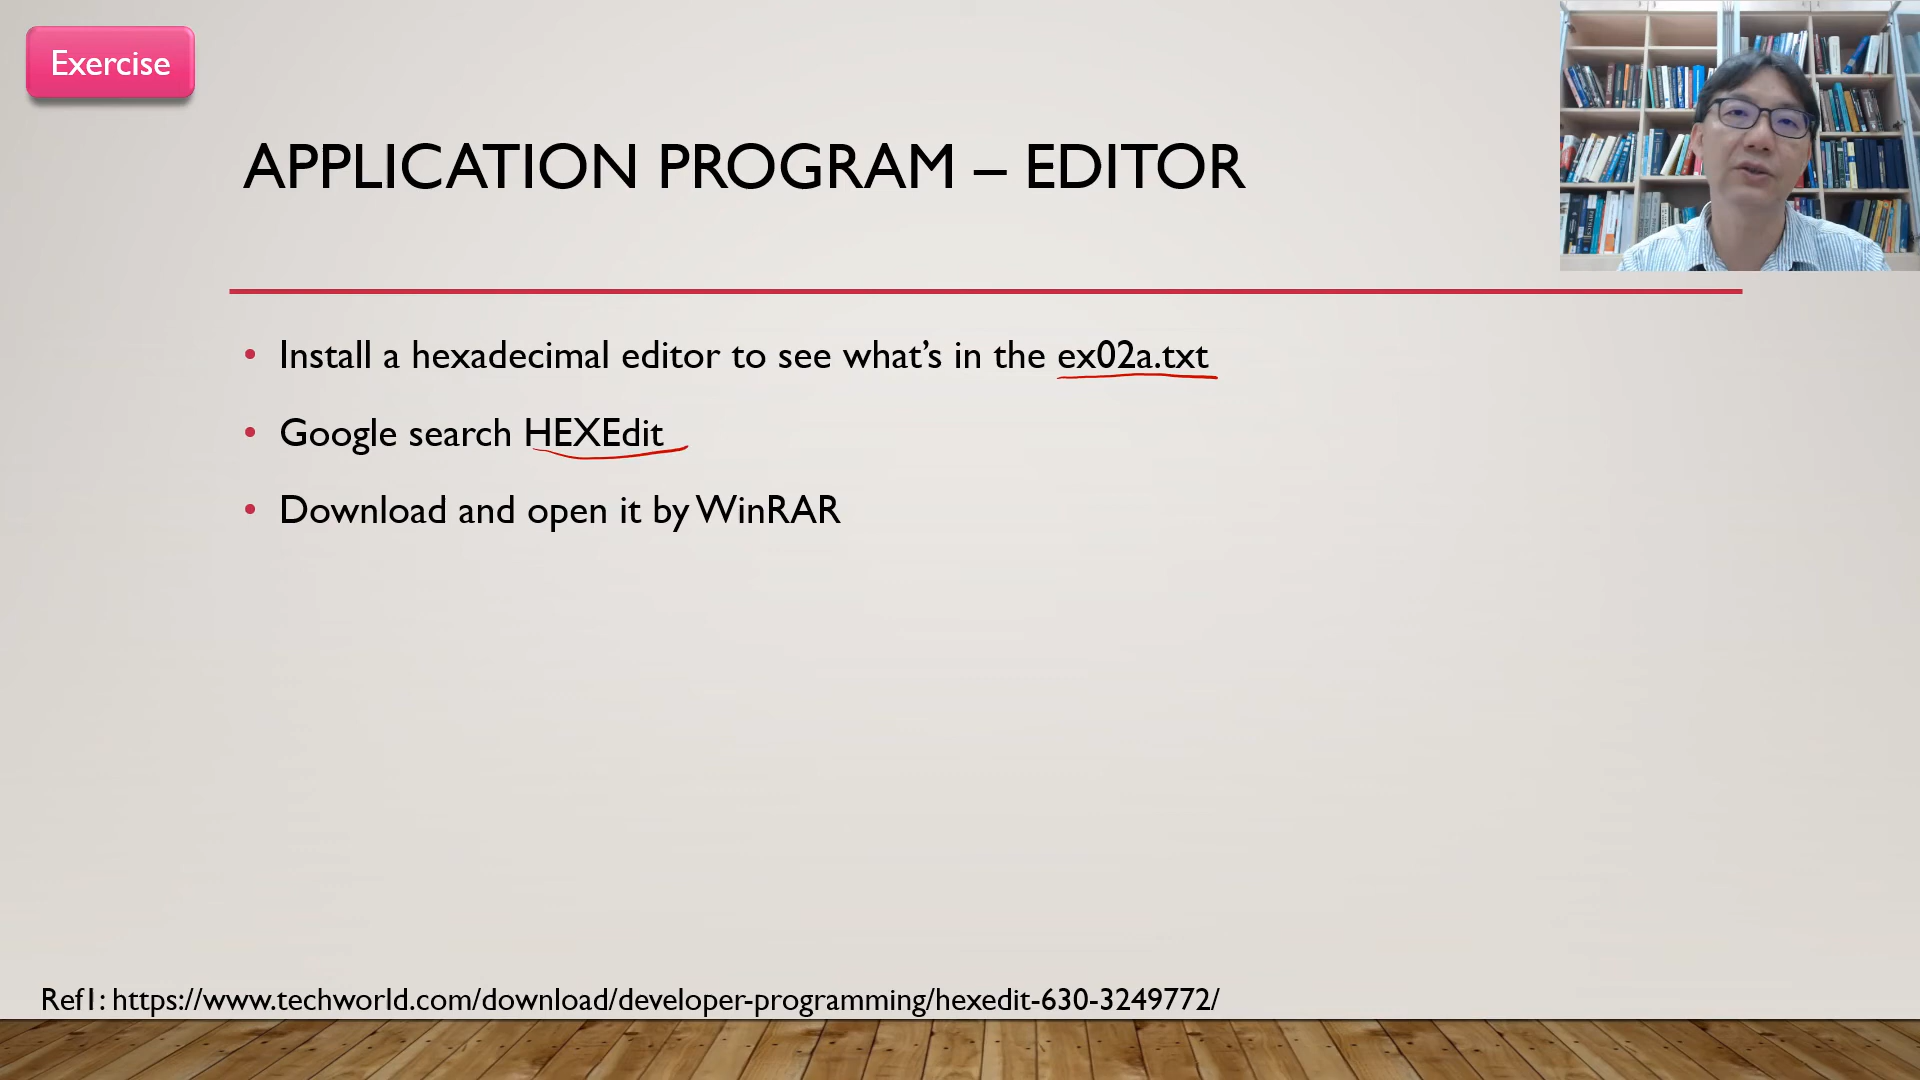 Exercise
APPLICATION PROGRAM – EDITOR
• Install a hexadecimal editor to see what’s in the ex02a.txt
• Google search HEXEdit
• Download and open it by WinRAR
Ref1: https://www.techworld.com/download/developer-programming/hexedit-630-3249772/